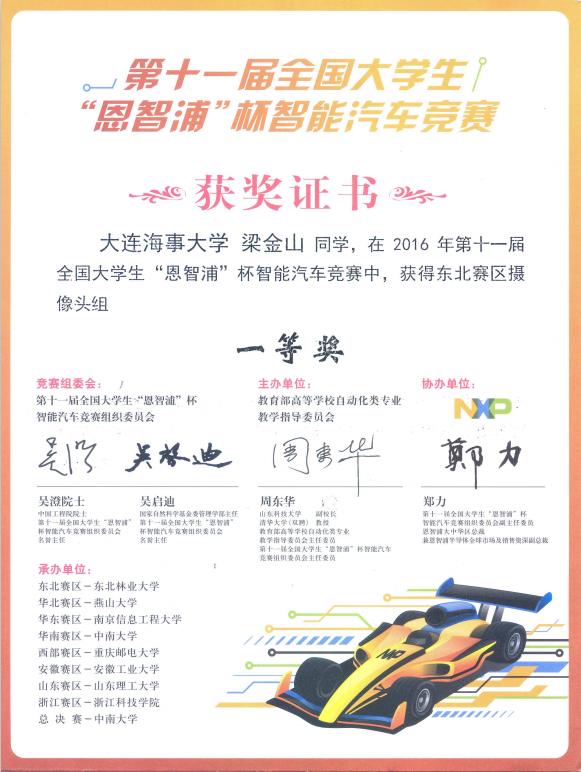 第十一届全国大学生
“恩智浦”杯智能汽车竞赛
获奖证书
大连海事大学 梁金山 同学，在 2016 年第十一届
全国大学生“恩智浦”杯智能汽车竞赛中，获得东北赛区摄
像头组
一等奖
竞赛组委会：
第十一届全国大学生“恩智浦”杯
智能汽车竞赛组织委员会
主办单位：
教育部高等学校自动化类专业
教学指导委员会
协办单位：
NXP
吴澄
吴启迪
周东华
郑力
吴澄院士
中国工程院院士
第十一届全国大学生“恩智浦”
杯智能汽车竞赛组织委员会
名誉主任
吴启迪
国家自然科学基金委管理学部主任
第十一届全国大学生“恩智浦”
杯智能汽车竞赛组织委员会
名誉主任
周东华
山东科技大学 副校长
清华大学(双聘) 教授
教育部高等学校自动化类专业
教学指导委员会主任委员
第十一届全国大学生“恩智浦”杯智能汽车
竞赛组织委员会主任委员
郑力
第十一届全国大学生“恩智浦”杯
智能汽车竞赛组织委员会副主任委员
恩智浦大中华区总裁
兼恩智浦半导体全球市场及销售资深副总裁
承办单位：
东北赛区－东北林业大学
华北赛区－燕山大学
华东赛区－南京信息工程大学
华南赛区－中南大学
西部赛区－重庆邮电大学
安徽赛区－安徽工业大学
山东赛区－山东理工大学
浙江赛区－浙江科技学院
总 决 赛－中南大学
NXP